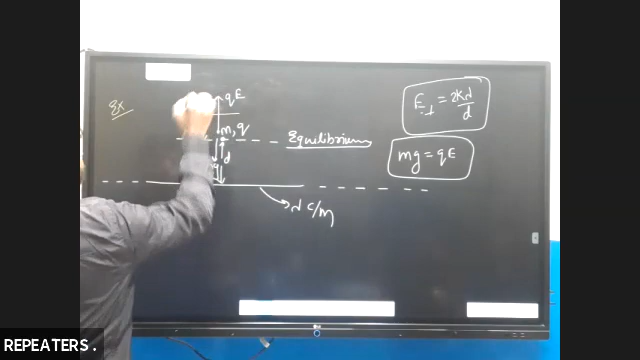 Ex
qE
m, q
Equilibrium
d
λ C/m
E⊥ = 2Kλ/d
mg = qE
REPEATERS .